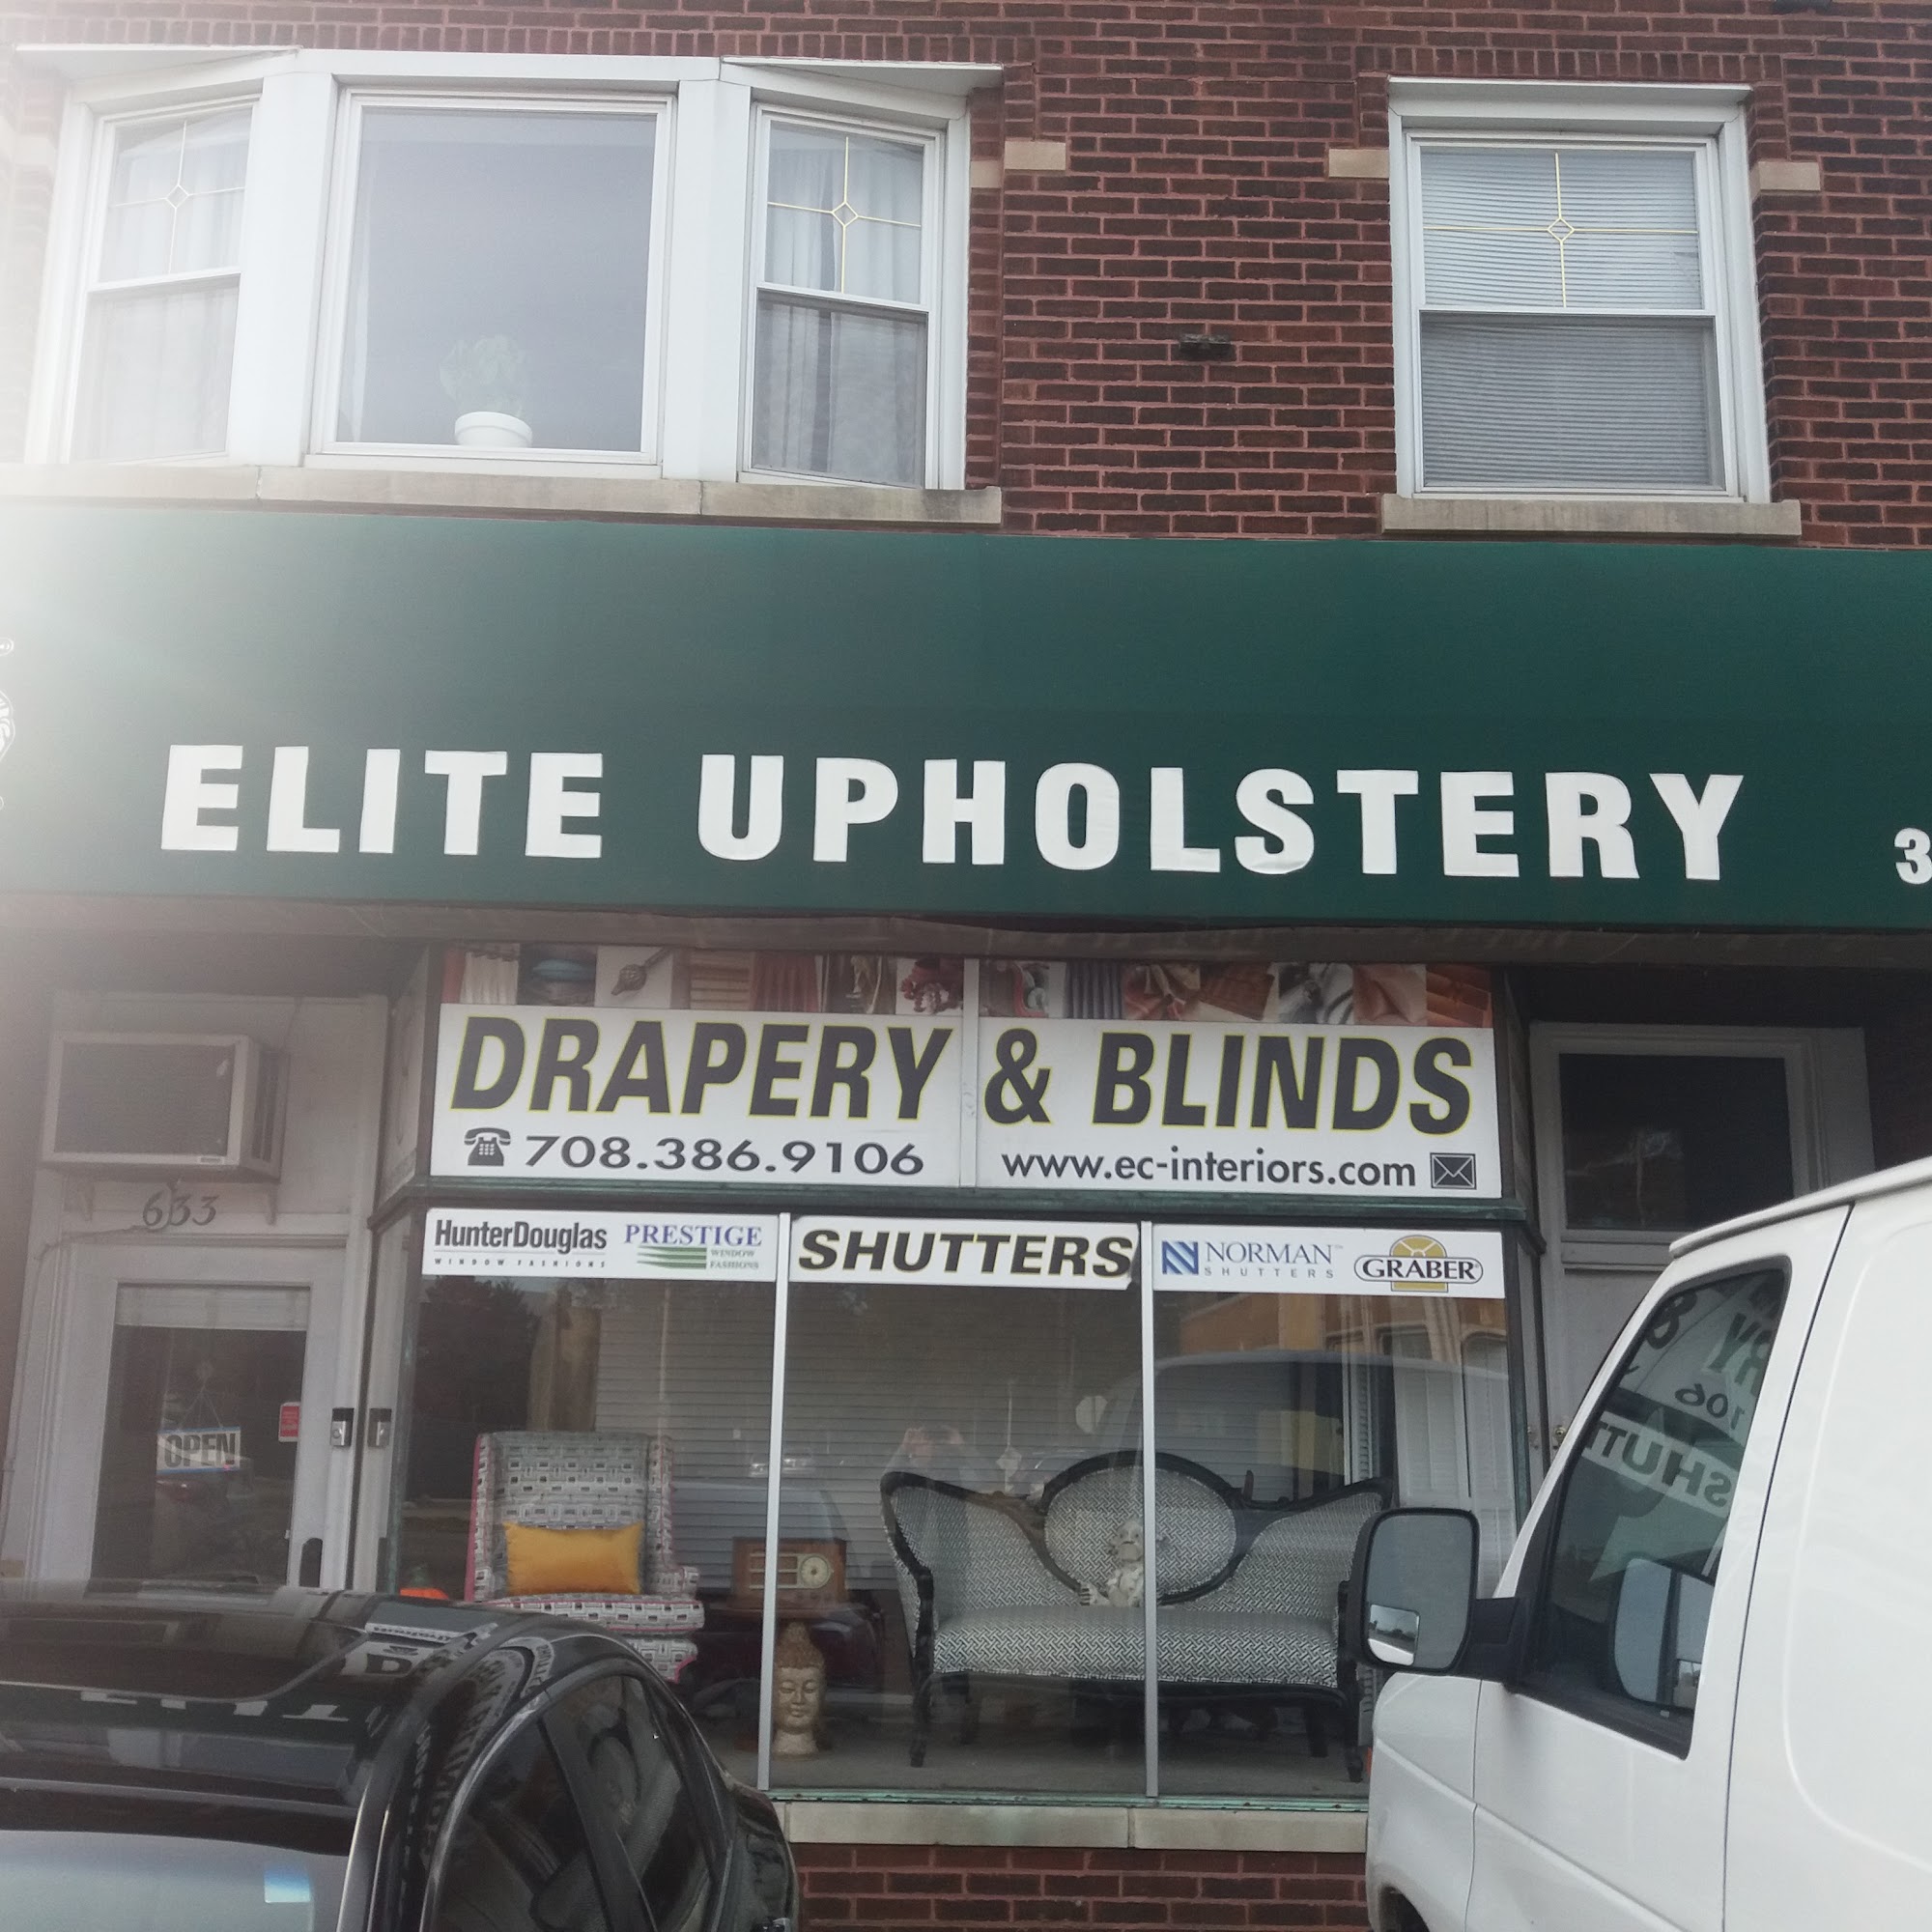 ELITE UPHOLSTERY 3
DRAPERY & BLINDS
708.386.9106 www.ec-interiors.com
633
HunterDouglas PRESTIGE SHUTTERS NORMAN GRABER
WINDOW FASHIONS WINDOW FASHIONS SHUTTERS
OPEN